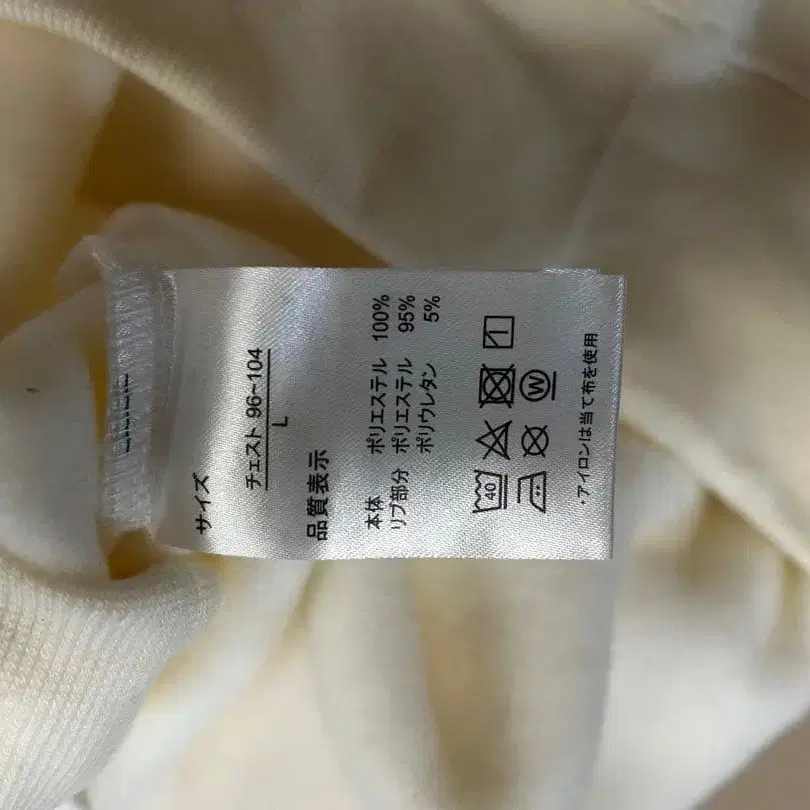 サイズ
チェスト 96~104
L
品質表示
本体 ポリエステル 100%
リブ部分 ポリエステル 95%
ポリウレタン 5%
40
W
・アイロンは当て布を使用